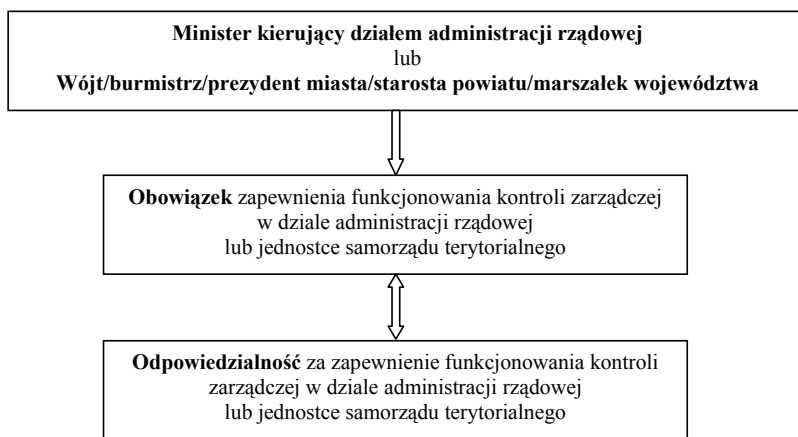 Minister kierujący działem administracji rządowej
lub
Wójt/burmistrz/prezydent miasta/starosta powiatu/marszałek województwa
Obowiązek zapewnienia funkcjonowania kontroli zarządczej
w dziale administracji rządowej
lub jednostce samorządu terytorialnego
Odpowiedzialność za zapewnienie funkcjonowania kontroli
zarządczej w dziale administracji rządowej
lub jednostce samorządu terytorialnego